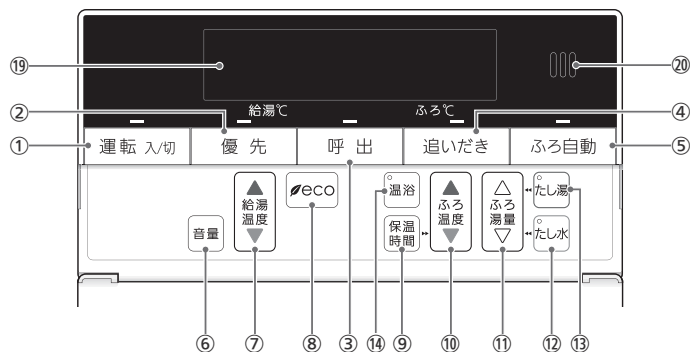 ⑲ ⑳
② 給湯℃ ふろ℃ ④
① 運転 入/切 優先 呼出 追いだき ふろ自動 ⑤
給湯温度
eco
温浴
ふろ温度
ふろ湯量
たし湯
音量
保温時間
たし水
⑥ ⑦ ⑧ ③ ⑭ ⑨ ⑩ ⑪ ⑫ ⑬